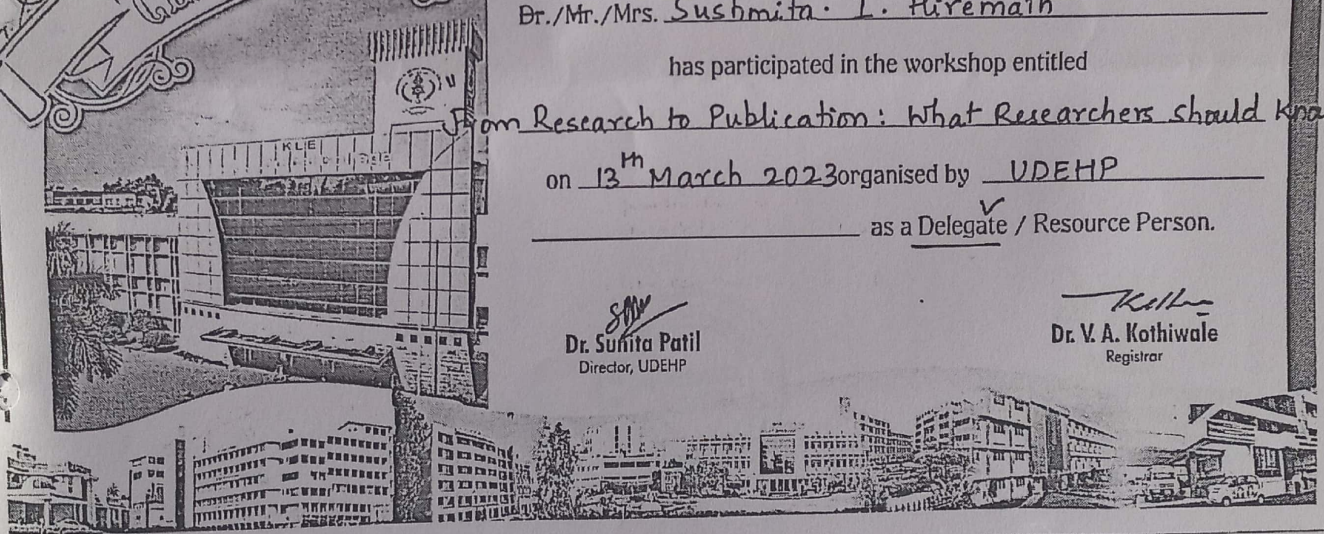 Dr./Mr./Mrs. Sushmita. I. Hiremath
has participated in the workshop entitled
From Research to Publication: What Researchers should Kno
on 13th March 2023 organised by UDEHP
as a Delegate / Resource Person.
KLE
Dr. Sunita Patil
Director, UDEHP
Dr. V. A. Kothiwale
Registrar